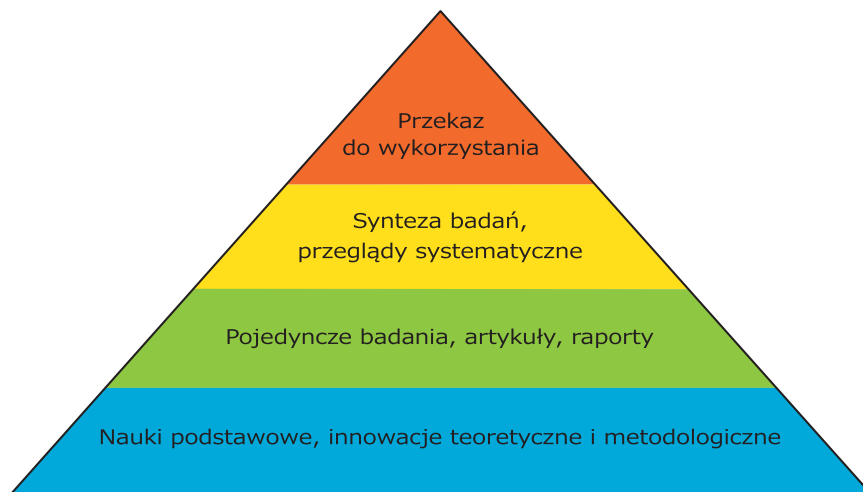 Przekaz
do wykorzystania
Synteza badań,
przeglądy systematyczne
Pojedyncze badania, artykuły, raporty
Nauki podstawowe, innowacje teoretyczne i metodologiczne